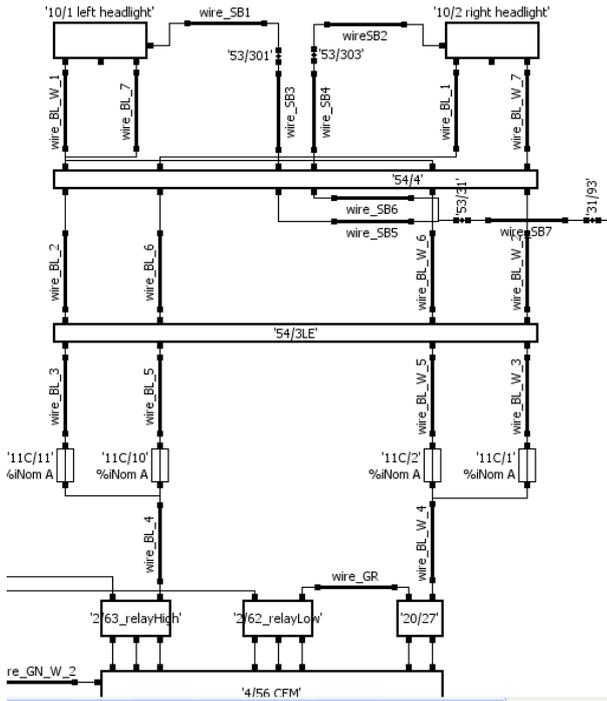 '10/1 left headlight'
wire_SB1
'10/2 right headlight'
wireSB2
'53/301'
'53/303'
wire_BL_W_1
wire_BL_7
wire_SB3
wire_SB4
wire_BL_1
wire_BL_W_7
'54/4'
'53/31'
'31/93'
wire_SB6
wire_SB5
wire_SB7
wire_BL_2
wire_BL_6
wire_BL_W_6
wire_BL_W_2
'54/3LE'
wire_BL_3
wire_BL_5
wire_BL_W_5
wire_BL_W_3
'11C/11'
%iNom A
'11C/10'
%iNom A
'11C/2'
%iNom A
'11C/1'
%iNom A
wire_BL_4
wire_BL_W_4
wire_GR
'2/63_relayHigh'
'2/62_relayLow'
'20/27'
re_GN_W_2
'4/56 CEM'